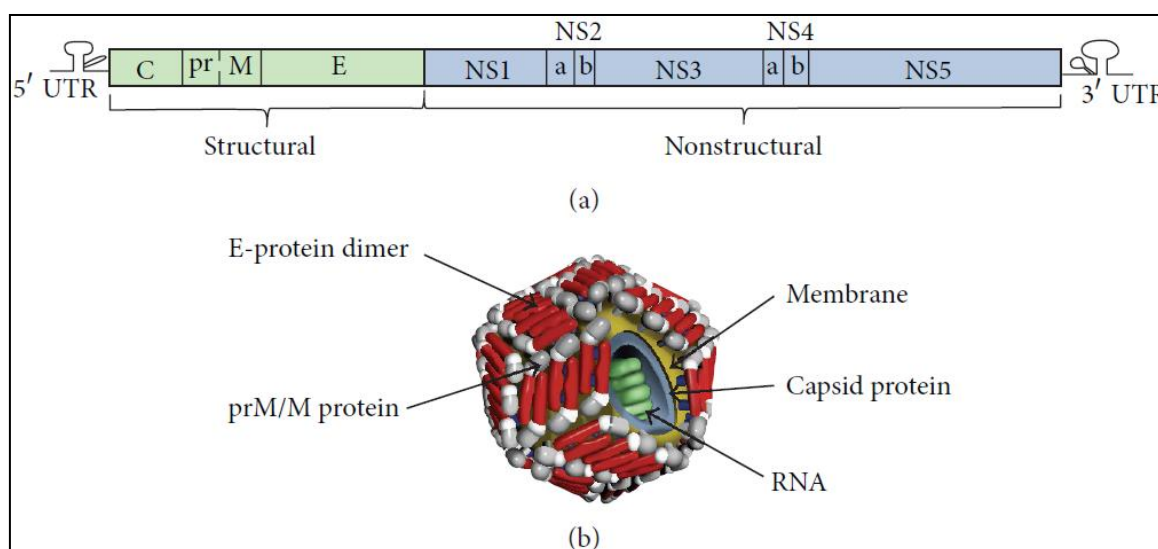 NS2 NS4
5′ UTR C pr M E NS1 a b NS3 a b NS5 3′ UTR
Structural Nonstructural
(a)
E-protein dimer
Membrane
Capsid protein
prM/M protein
RNA
(b)